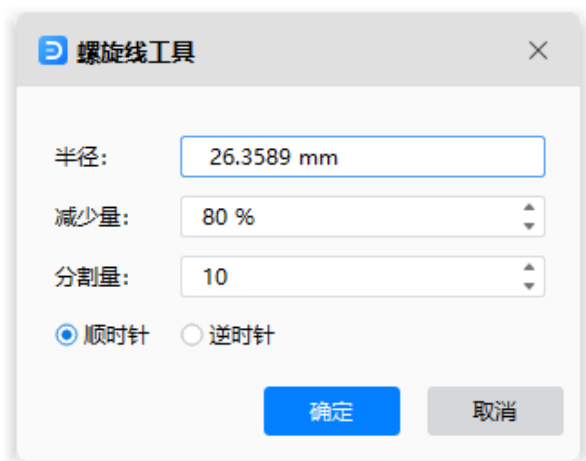 螺旋线工具
半径: 26.3589 mm
减少量: 80 %
分割量: 10
顺时针 逆时针
确定 取消